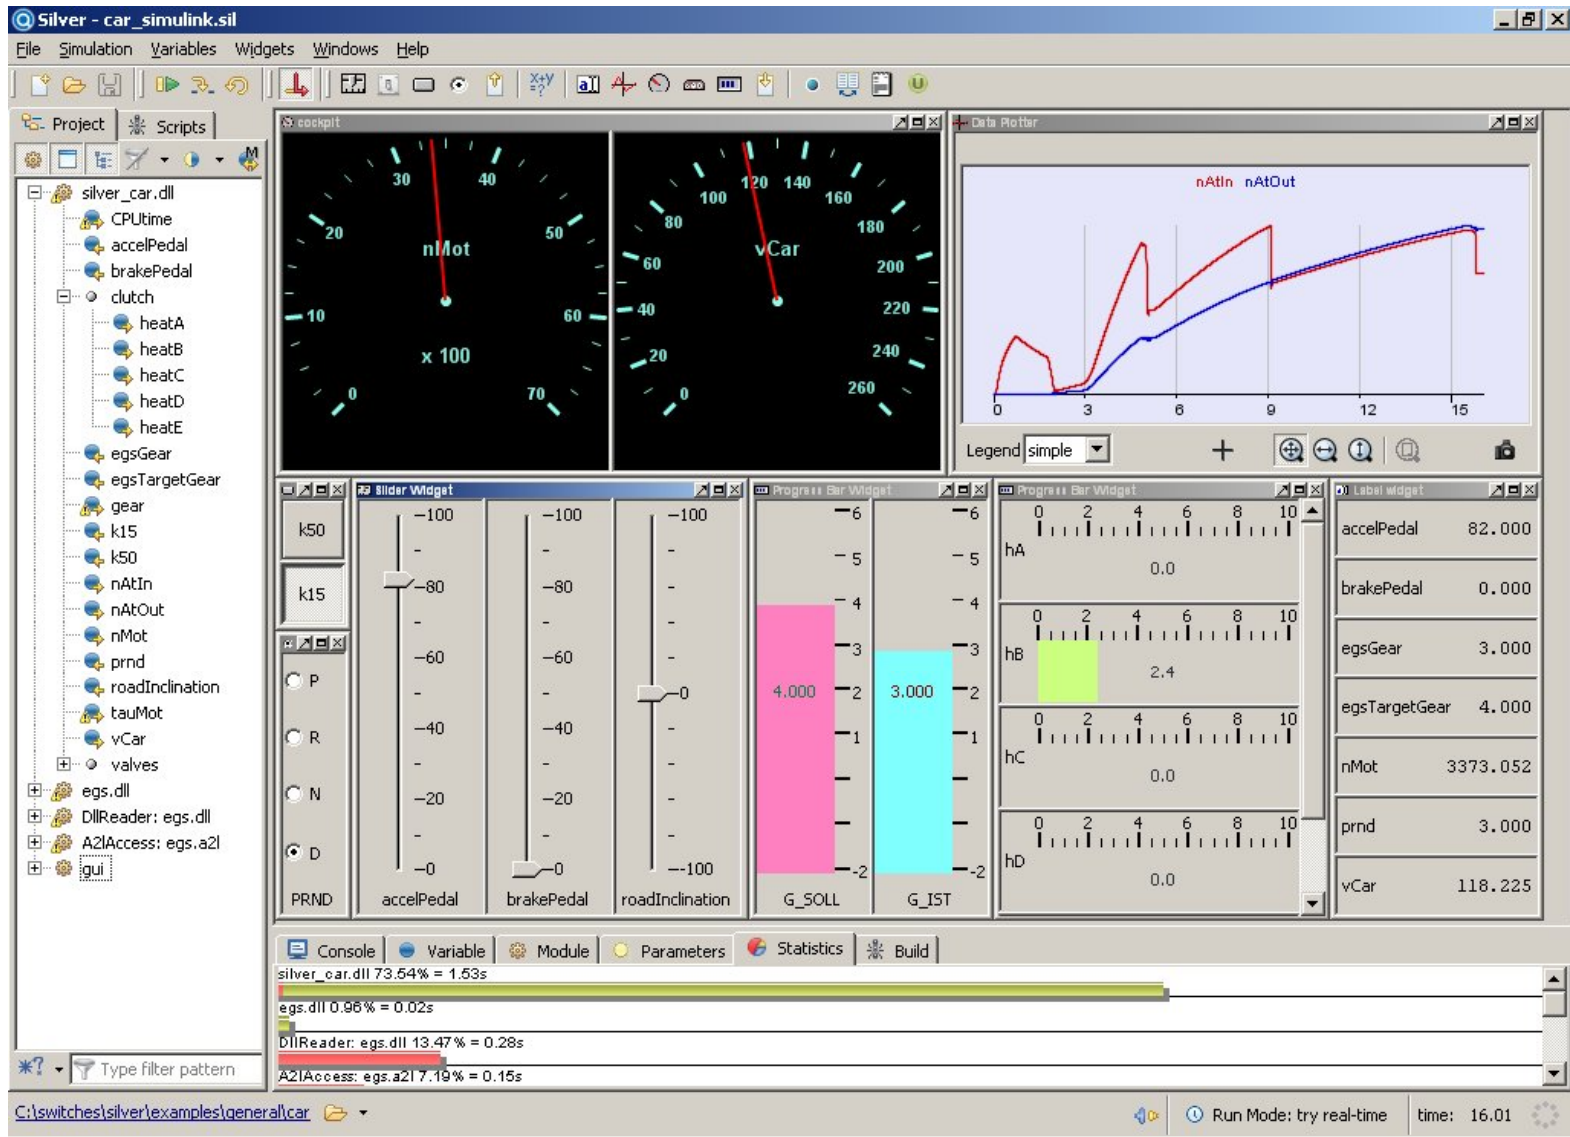 Silver - car_simulink.sil
File Simulation Variables Widgets Windows Help
X+Y =? aI U
Project Scripts
M
silver_car.dll
CPUtime
accelPedal
brakePedal
clutch
heatA
heatB
heatC
heatD
heatE
egsGear
egsTargetGear
gear
k15
k50
nAtIn
nAtOut
nMot
prnd
roadInclination
tauMot
vCar
valves
egs.dll
DllReader: egs.dll
A2lAccess: egs.a2l
gui
*? Type filter pattern
cockpit
0 10 20 30 40 50 60 70
nMot
x 100
0 20 40 60 80 100 120 140 160 180 200 220 240 260
vCar
Data Plotter
nAtIn nAtOut
0 3 6 9 12 15
Legend simple
k50
k15
P
R
N
D
PRND
Slider Widget
100 100 100
80 80
60 60 0
40 40
20 20
0 0 -100
accelPedal brakePedal roadInclination
Progress Bar Widget
6 6
5 5
4 4
3 3
4.000 2 3.000 2
1 1
-2 -2
G_SOLL G_IST
Progress Bar Widget
0 2 4 6 8 10
hA 0.0
0 2 4 6 8 10
hB 2.4
0 2 4 6 8 10
hC 0.0
0 2 4 6 8 10
hD 0.0
Label widget
accelPedal 82.000
brakePedal 0.000
egsGear 3.000
egsTargetGear 4.000
nMot 3373.052
prnd 3.000
vCar 118.225
Console Variable Module Parameters Statistics Build
silver_car.dll 73.54% = 1.53s
egs.dll 0.96% = 0.02s
DllReader: egs.dll 13.47% = 0.28s
A2lAccess: egs.a2l 7.19% = 0.15s
C:\switches\silver\examples\general\car
Run Mode: try real-time time: 16.01